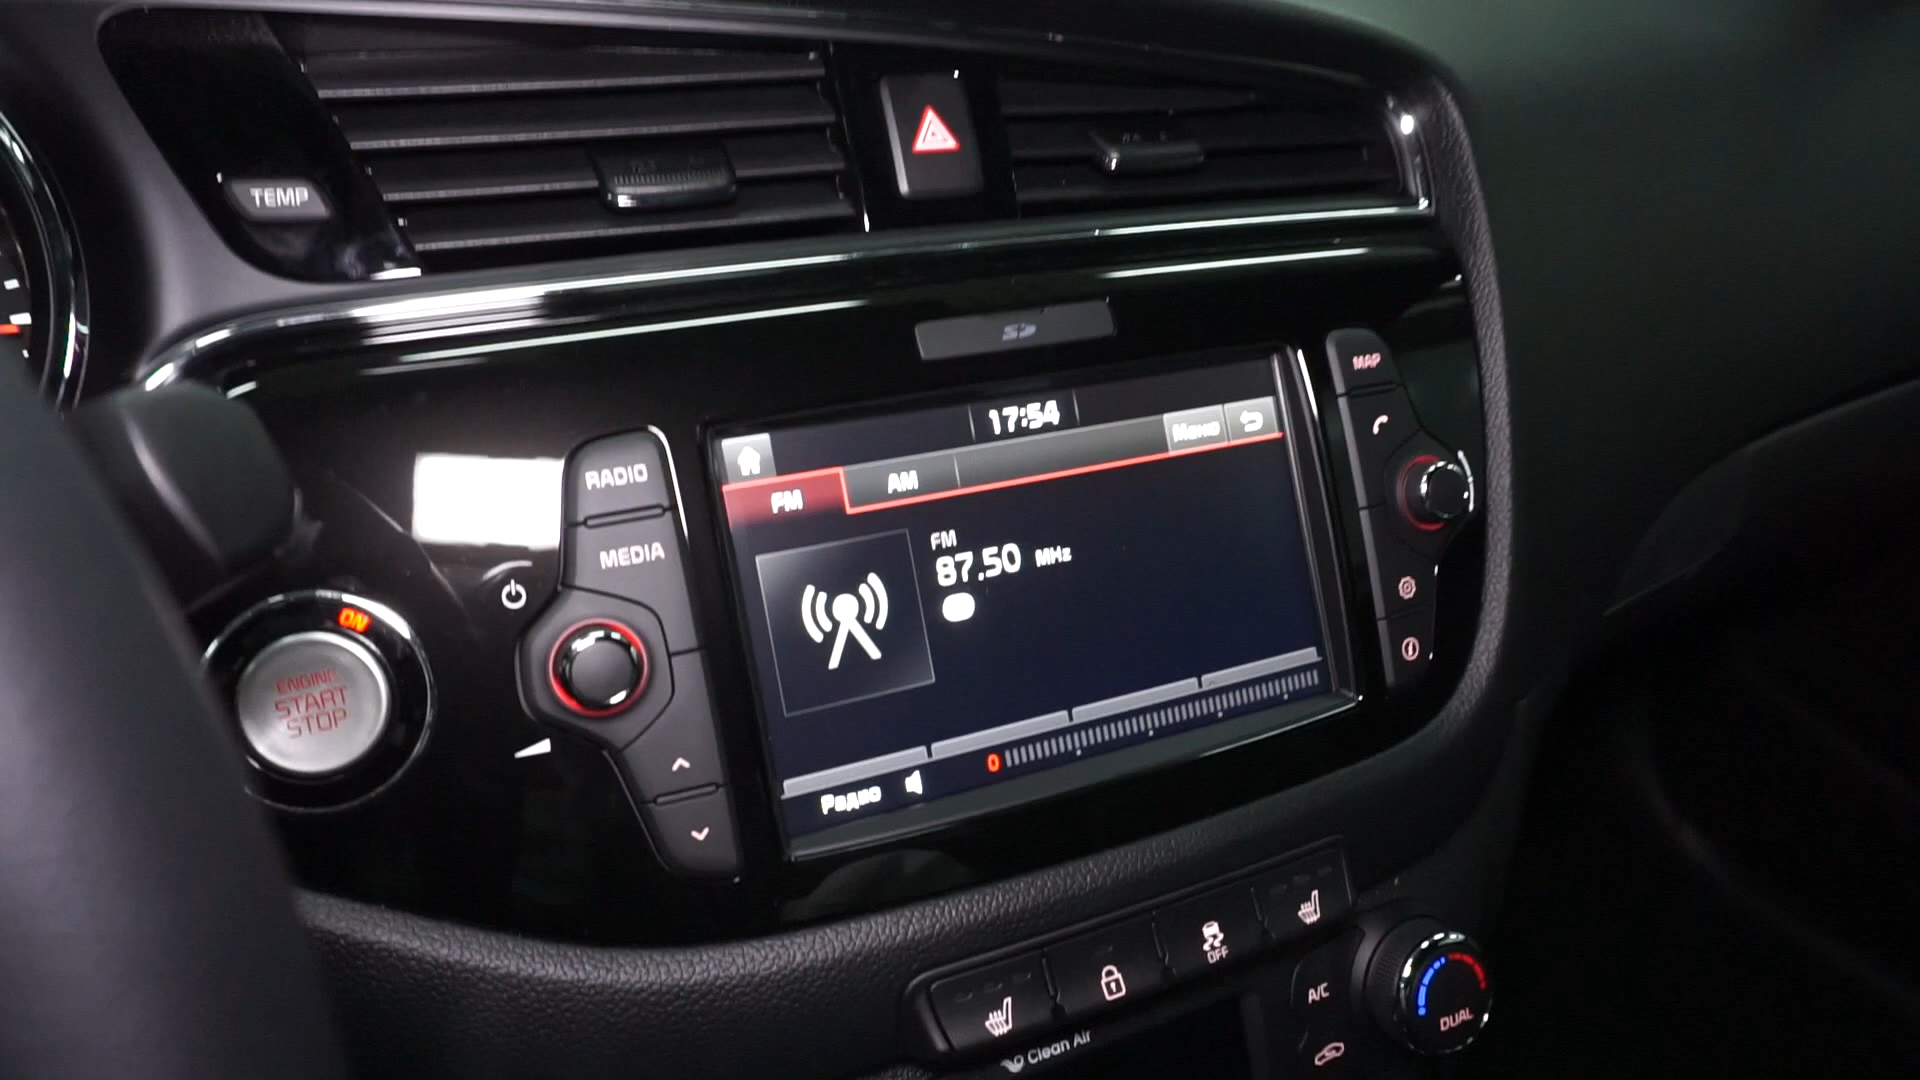 TEMP
SD
MAP
17:54
Меню
RADIO
FM
AM
MEDIA
FM
87.50 MHz
ON
ENGINE
START
STOP
0
Радио
OFF
A/C
DUAL
Clean Air